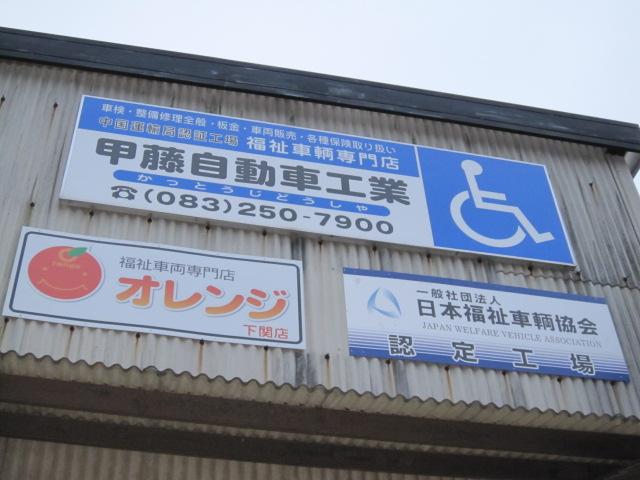 車検・整備修理全般・板金・車両販売・各種保険取り扱い
中国運輸局認証工場 福祉車輌専門店
甲藤自動車工業
かっとうじどうしゃ
☎(083)250-7900
福祉車両専門店
オレンジ
下関店
一般社団法人
日本福祉車輌協会
JAPAN WELFARE VEHICLE ASSOCIATION
認定工場